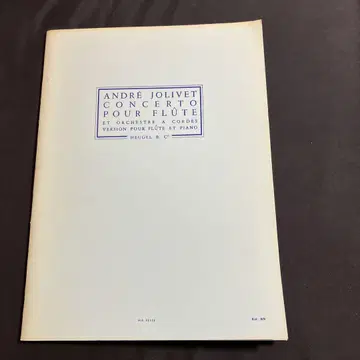 ANDRÉ JOLIVET
CONCERTO
POUR FLÛTE
ET ORCHESTRE A CORDES
VERSION POUR FLÛTE ET PIANO
HEUGEL & Cie